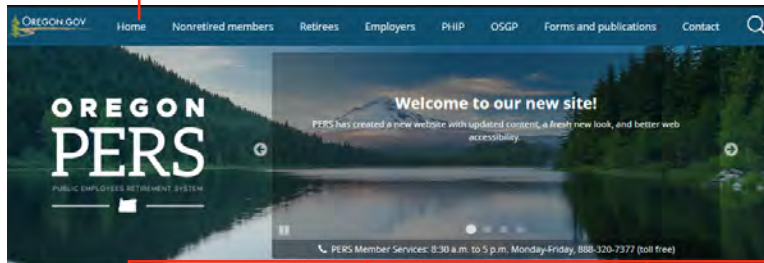 OREGON.GOV Home Nonretired members Retirees Employers PHIP OSGP Forms and publications Contact
OREGON
PERS
PUBLIC EMPLOYEES RETIREMENT SYSTEM
Welcome to our new site!
PERS has created a new website with updated content, a fresh new look, and better web
accessibility.
PERS Member Services: 8:30 a.m. to 5 p.m. Monday-Friday, 888-320-7377 (toll free)